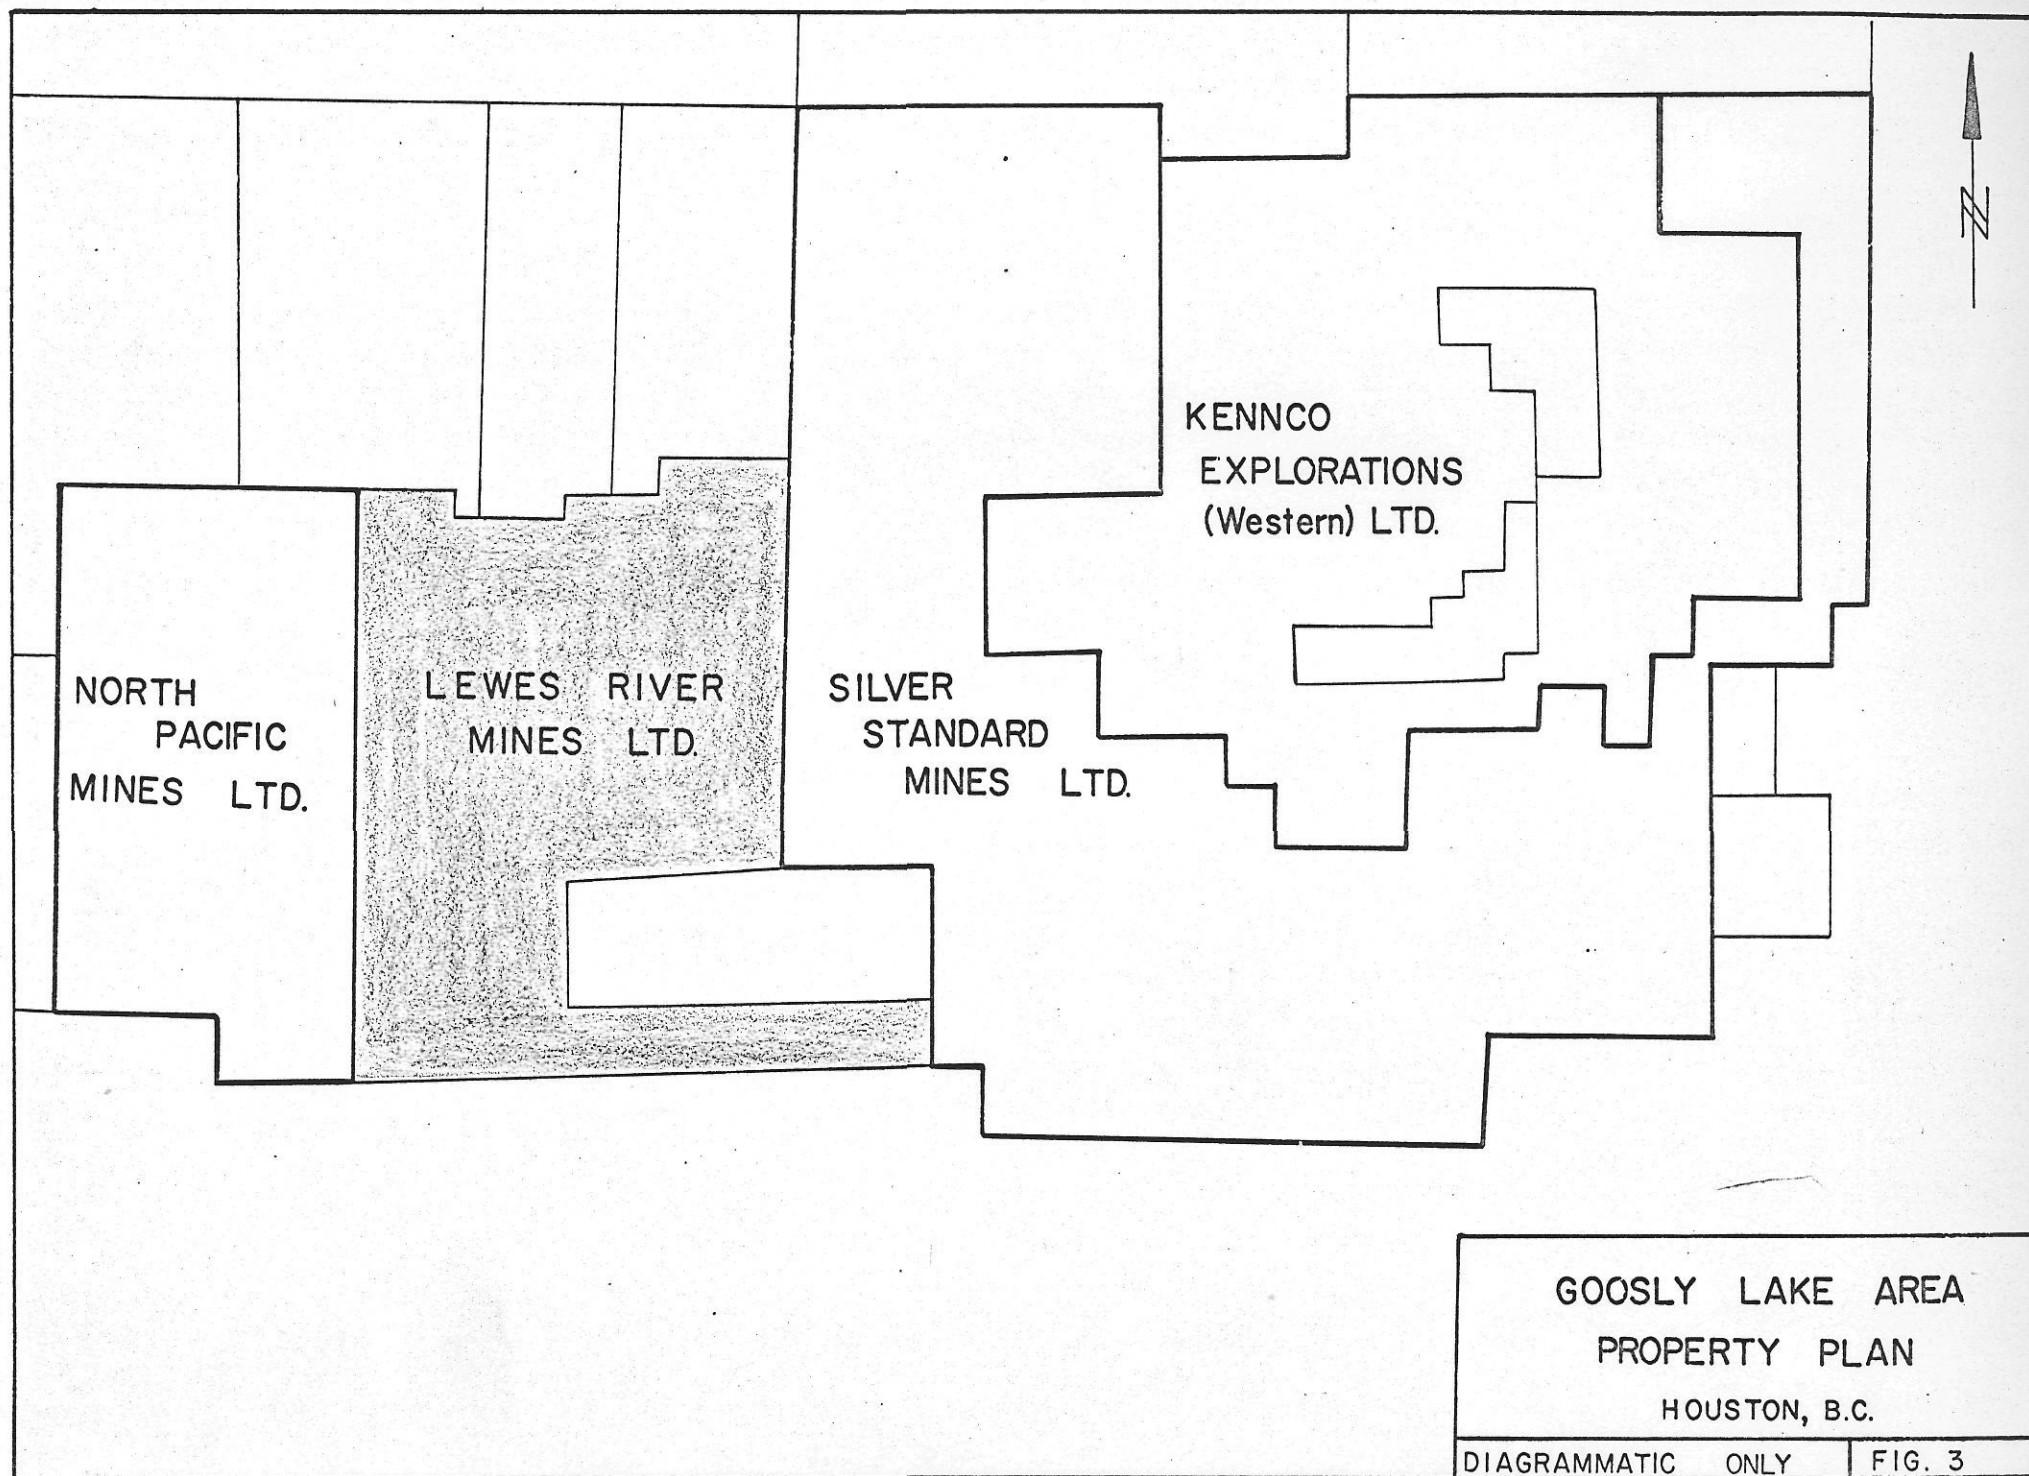 N
KENNCO
EXPLORATIONS
(Western) LTD.
NORTH
PACIFIC
MINES LTD.
LEWES RIVER
MINES LTD.
SILVER
STANDARD
MINES LTD.
GOOSLY LAKE AREA
PROPERTY PLAN
HOUSTON, B.C.
DIAGRAMMATIC ONLY
FIG. 3